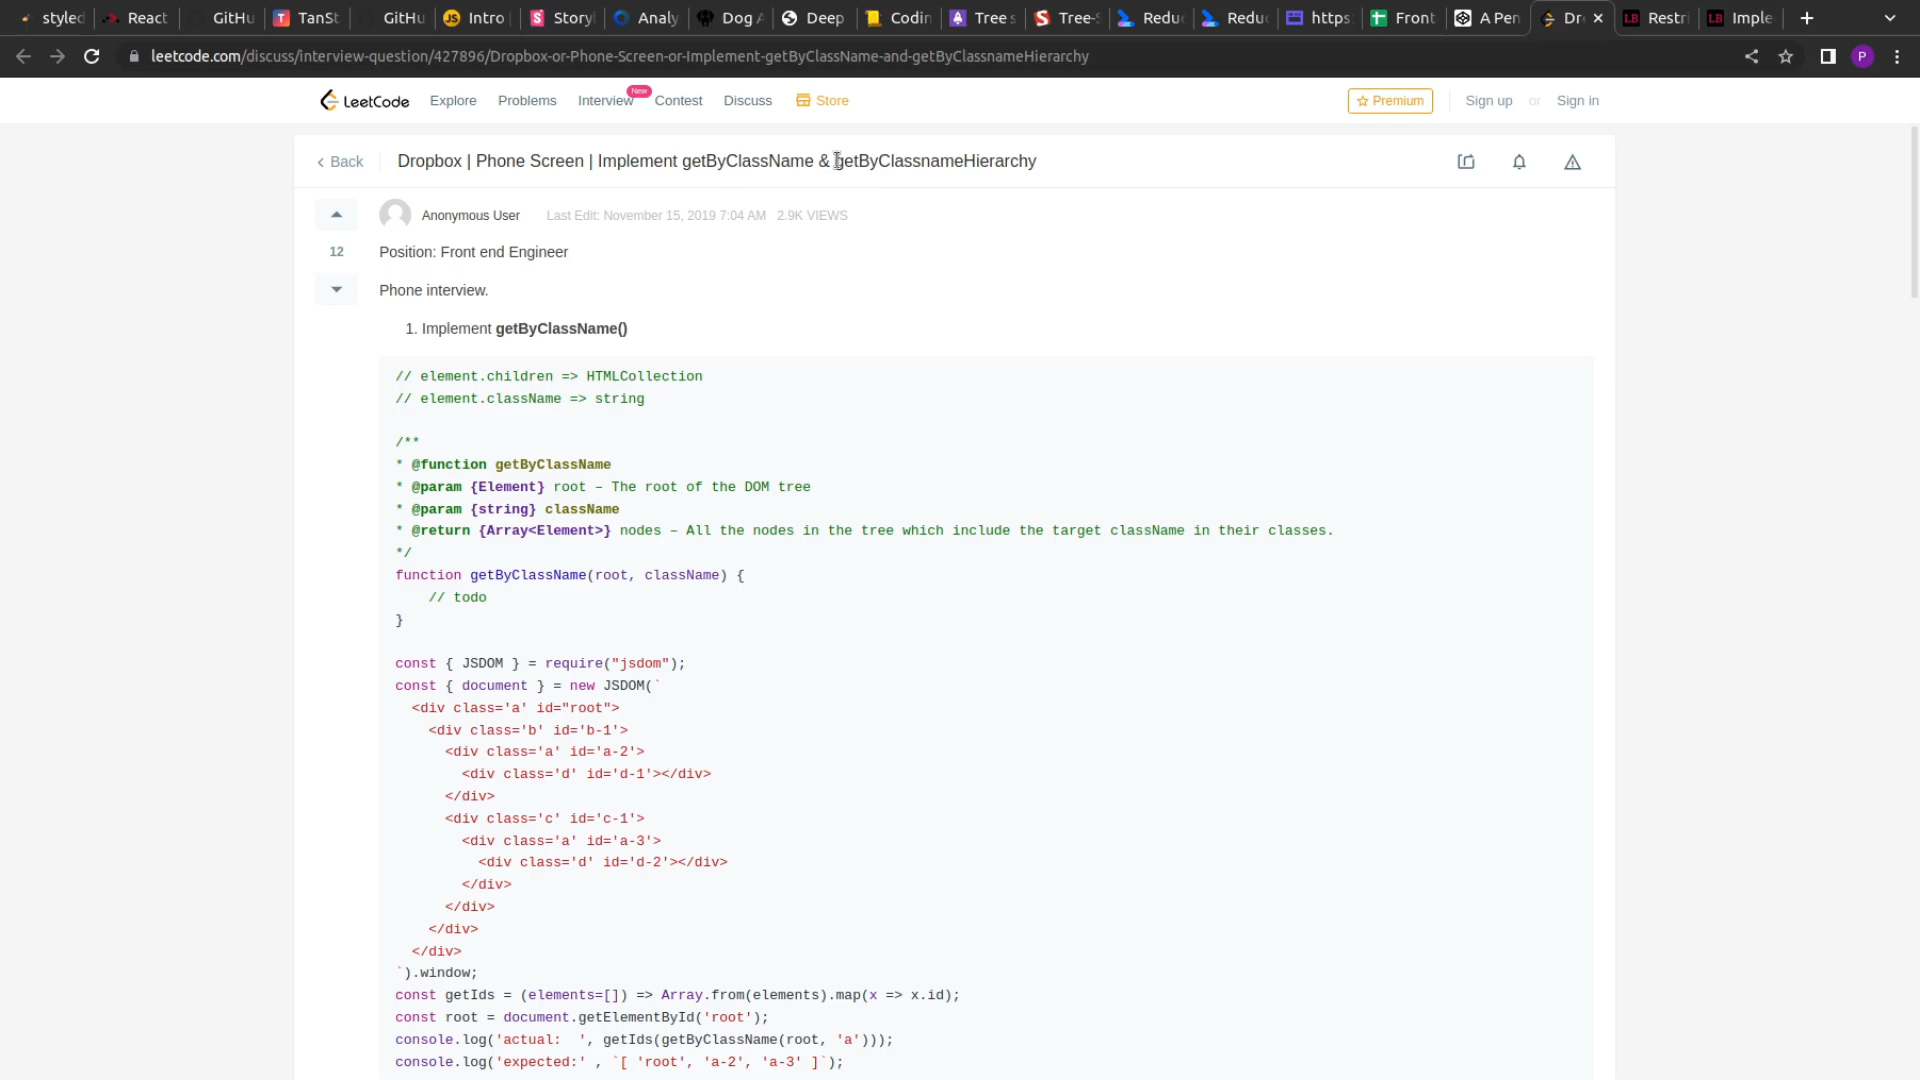 styled
React
GitHu
TanSt
GitHu
Intro
Story
Analy
Dog A
Deep
Codin
Tree s
Tree-S
Redu
Redu
https
Front
A Pen
Dr
Restri
Imple
leetcode.com/discuss/interview-question/427896/Dropbox-or-Phone-Screen-or-Implement-getByClassName-and-getByClassnameHierarchy
P
LeetCode
Explore
Problems
Interview
New
Contest
Discuss
Store
Premium
Sign up
or
Sign in
Back
Dropbox | Phone Screen | Implement getByClassName & getByClassnameHierarchy
Anonymous User
Last Edit: November 15, 2019 7:04 AM
2.9K VIEWS
12
Position: Front end Engineer
Phone interview.
1. Implement getByClassName()
// element.children => HTMLCollection
// element.className => string
/**
* @function getByClassName
* @param {Element} root – The root of the DOM tree
* @param {string} className
* @return {Array<Element>} nodes – All the nodes in the tree which include the target className in their classes.
*/
function getByClassName(root, className) {
// todo
}
const { JSDOM } = require("jsdom");
const { document } = new JSDOM(`
<div class='a' id="root">
<div class='b' id='b-1'>
<div class='a' id='a-2'>
<div class='d' id='d-1'></div>
</div>
<div class='c' id='c-1'>
<div class='a' id='a-3'>
<div class='d' id='d-2'></div>
</div>
</div>
</div>
</div>
`).window;
const getIds = (elements=[]) => Array.from(elements).map(x => x.id);
const root = document.getElementById('root');
console.log('actual:  ', getIds(getByClassName(root, 'a')));
console.log('expected:' , `[ 'root', 'a-2', 'a-3' ]`);